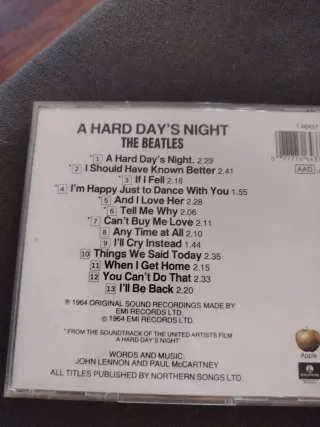 A HARD DAY'S NIGHT
THE BEATLES
1 A Hard Day's Night. 2.29
*2 I Should Have Known Better 2.41
*3 If I Fell 2.18
*4 I'm Happy Just to Dance With You 1.55
*5 And I Love Her 2.28
*6 Tell Me Why 2.06
*7 Can't Buy Me Love 2.11
8 Any Time at All 2.10
9 I'll Cry Instead 1.44
10 Things We Said Today 2.35
11 When I Get Home 2.15
12 You Can't Do That 2.33
13 I'll Be Back 2.20
℗ 1964 ORIGINAL SOUND RECORDINGS MADE BY
EMI RECORDS LTD.
© 1964 EMI RECORDS LTD.
* FROM THE SOUNDTRACK OF THE UNITED ARTISTS FILM
'A HARD DAY'S NIGHT'
WORDS AND MUSIC:
JOHN LENNON AND PAUL McCARTNEY
ALL TITLES PUBLISHED BY NORTHERN SONGS LTD.
AAD
Apple